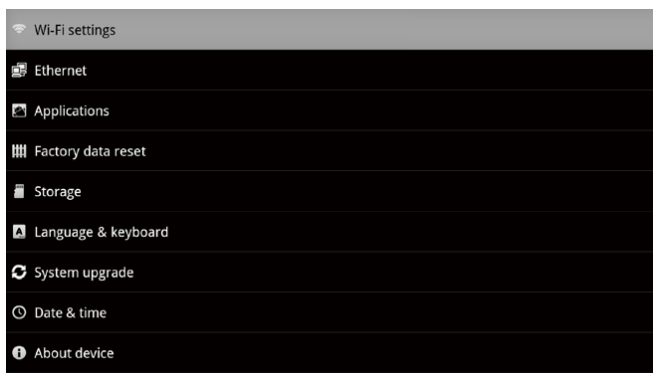 Wi-Fi settings
Ethernet
Applications
Factory data reset
Storage
Language & keyboard
System upgrade
Date & time
About device